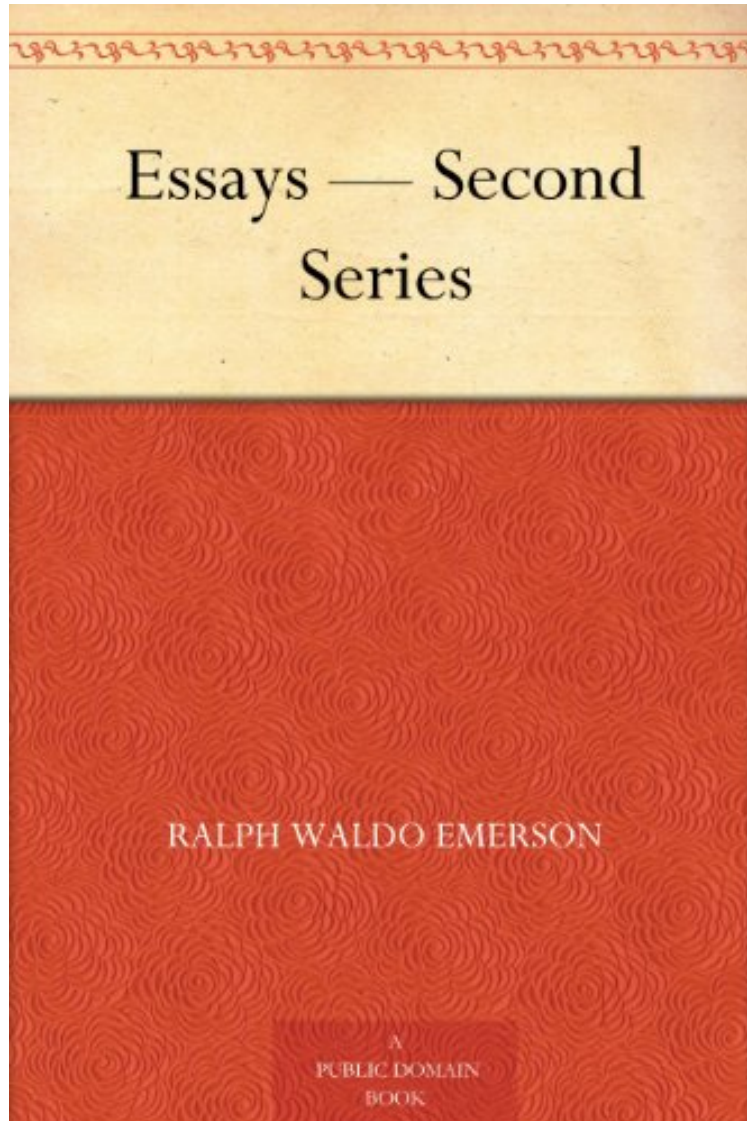 Essays — Second
Series
RALPH WALDO EMERSON
A
PUBLIC DOMAIN
BOOK